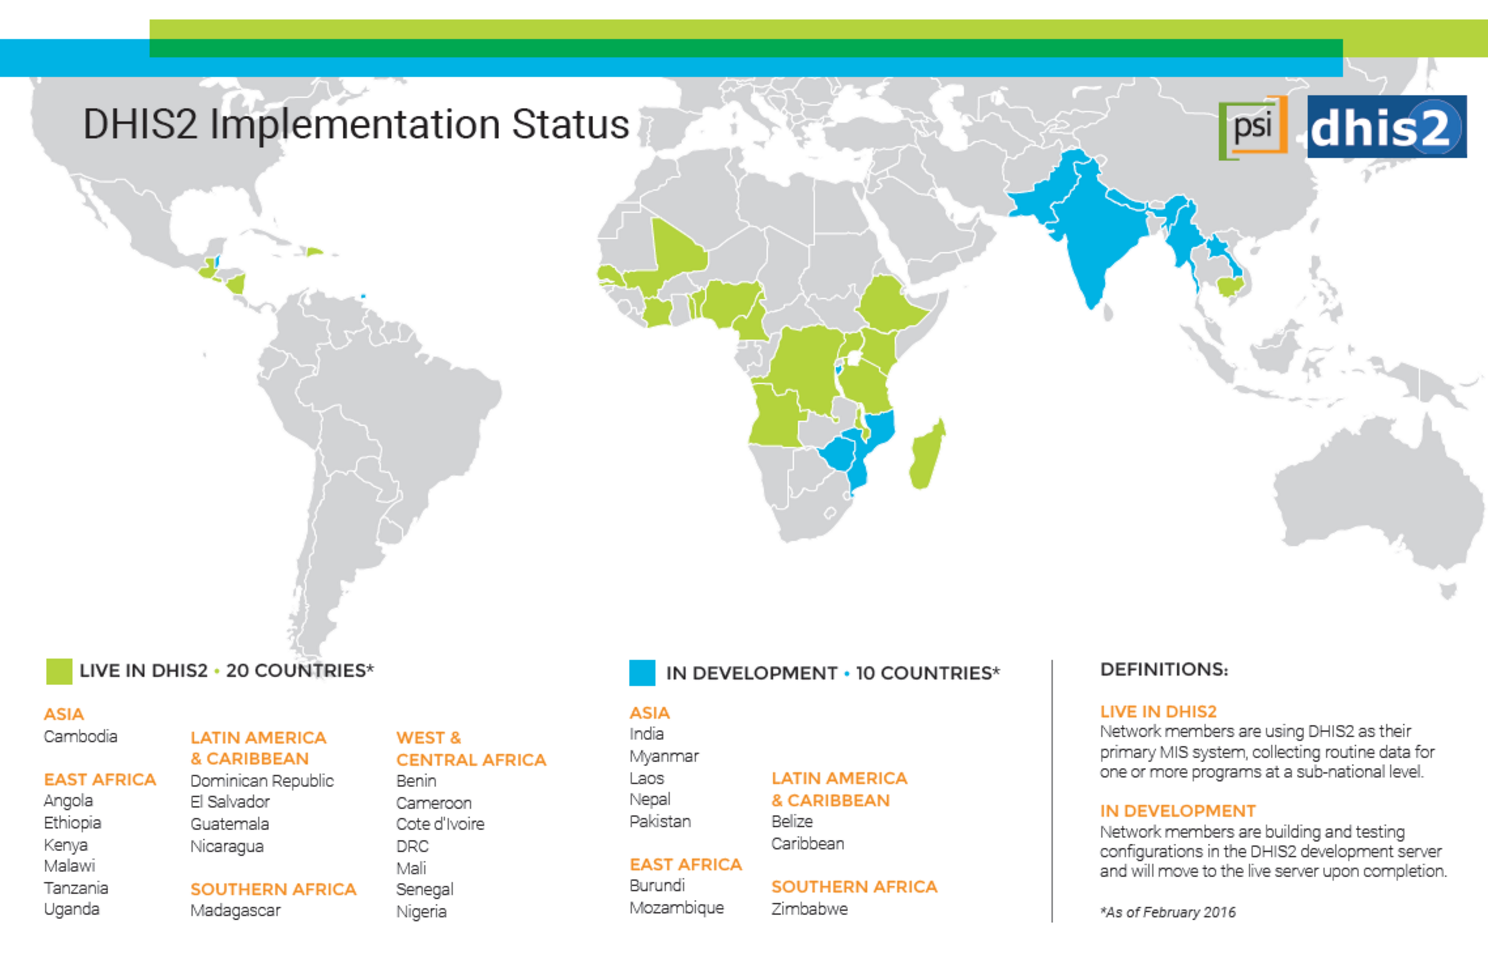 DHIS2 Implementation Status
psi
dhis2
LIVE IN DHIS2 • 20 COUNTRIES*
ASIA
Cambodia
EAST AFRICA
Angola
Ethiopia
Kenya
Malawi
Tanzania
Uganda
LATIN AMERICA
& CARIBBEAN
Dominican Republic
El Salvador
Guatemala
Nicaragua
SOUTHERN AFRICA
Madagascar
WEST &
CENTRAL AFRICA
Benin
Cameroon
Cote d'Ivoire
DRC
Mali
Senegal
Nigeria
IN DEVELOPMENT • 10 COUNTRIES*
ASIA
India
Myanmar
Laos
Nepal
Pakistan
EAST AFRICA
Burundi
Mozambique
LATIN AMERICA
& CARIBBEAN
Belize
Caribbean
SOUTHERN AFRICA
Zimbabwe
DEFINITIONS:
LIVE IN DHIS2
Network members are using DHIS2 as their
primary MIS system, collecting routine data for
one or more programs at a sub-national level.
IN DEVELOPMENT
Network members are building and testing
configurations in the DHIS2 development server
and will move to the live server upon completion.
*As of February 2016